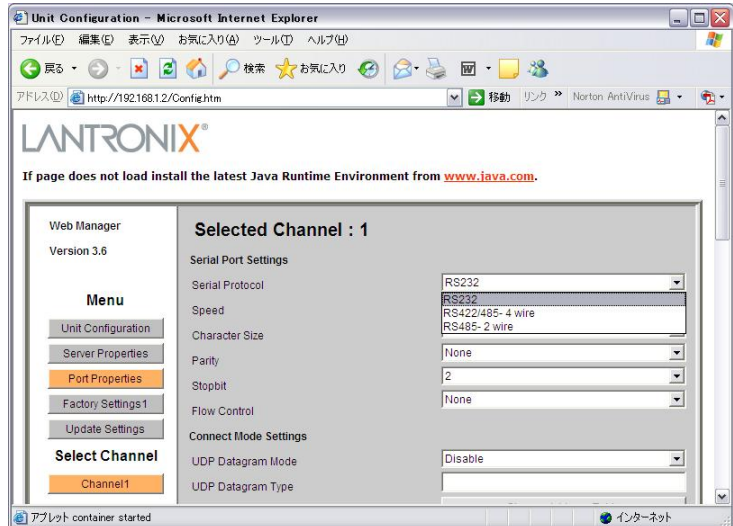 Unit Configuration - Microsoft Internet Explorer
ファイル(F) 編集(E) 表示(V) お気に入り(A) ツール(T) ヘルプ(H)
戻る 検索 お気に入り
アドレス(D) http://192.168.1.2/Config.htm 移動 リンク » Norton AntiVirus
LANTRONIX®
If page does not load install the latest Java Runtime Environment from www.java.com.
Web Manager
Version 3.6
Menu
Unit Configuration
Server Properties
Port Properties
Factory Settings1
Update Settings
Select Channel
Channel1
Selected Channel : 1
Serial Port Settings
Serial Protocol RS232
RS232
Speed RS422/485- 4 wire
RS485- 2 wire
Character Size
Parity None
Stopbit 2
Flow Control None
Connect Mode Settings
UDP Datagram Mode Disable
UDP Datagram Type
アプレット container started インターネット